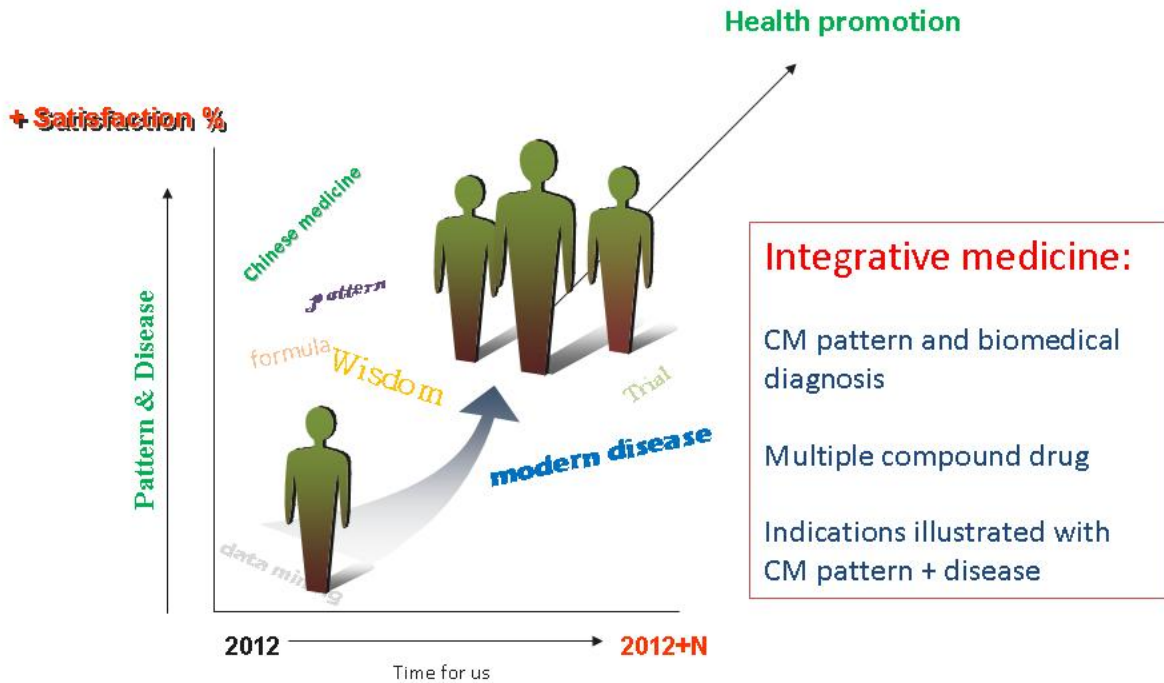 Health promotion
+ Satisfaction %
Pattern & Disease
Chinese medicine
pattern
formula
Wisdom
Trial
modern disease
data mining
2012
2012+N
Time for us
Integrative medicine:
CM pattern and biomedical
diagnosis
Multiple compound drug
Indications illustrated with
CM pattern + disease